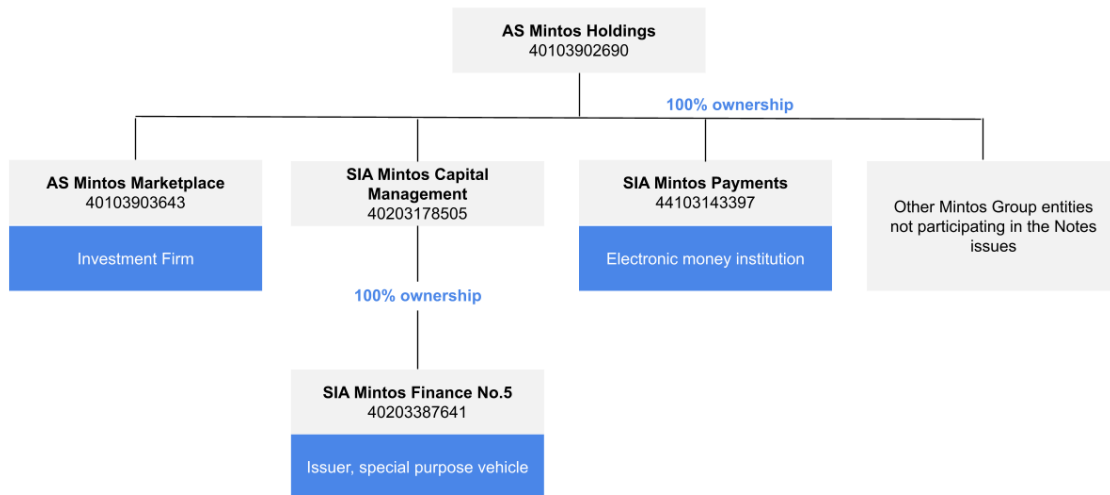 AS Mintos Holdings
40103902690
100% ownership
AS Mintos Marketplace
40103903643
Investment Firm
SIA Mintos Capital
Management
40203178505
SIA Mintos Payments
44103143397
Electronic money institution
Other Mintos Group entities
not participating in the Notes
issues
100% ownership
SIA Mintos Finance No.5
40203387641
Issuer, special purpose vehicle